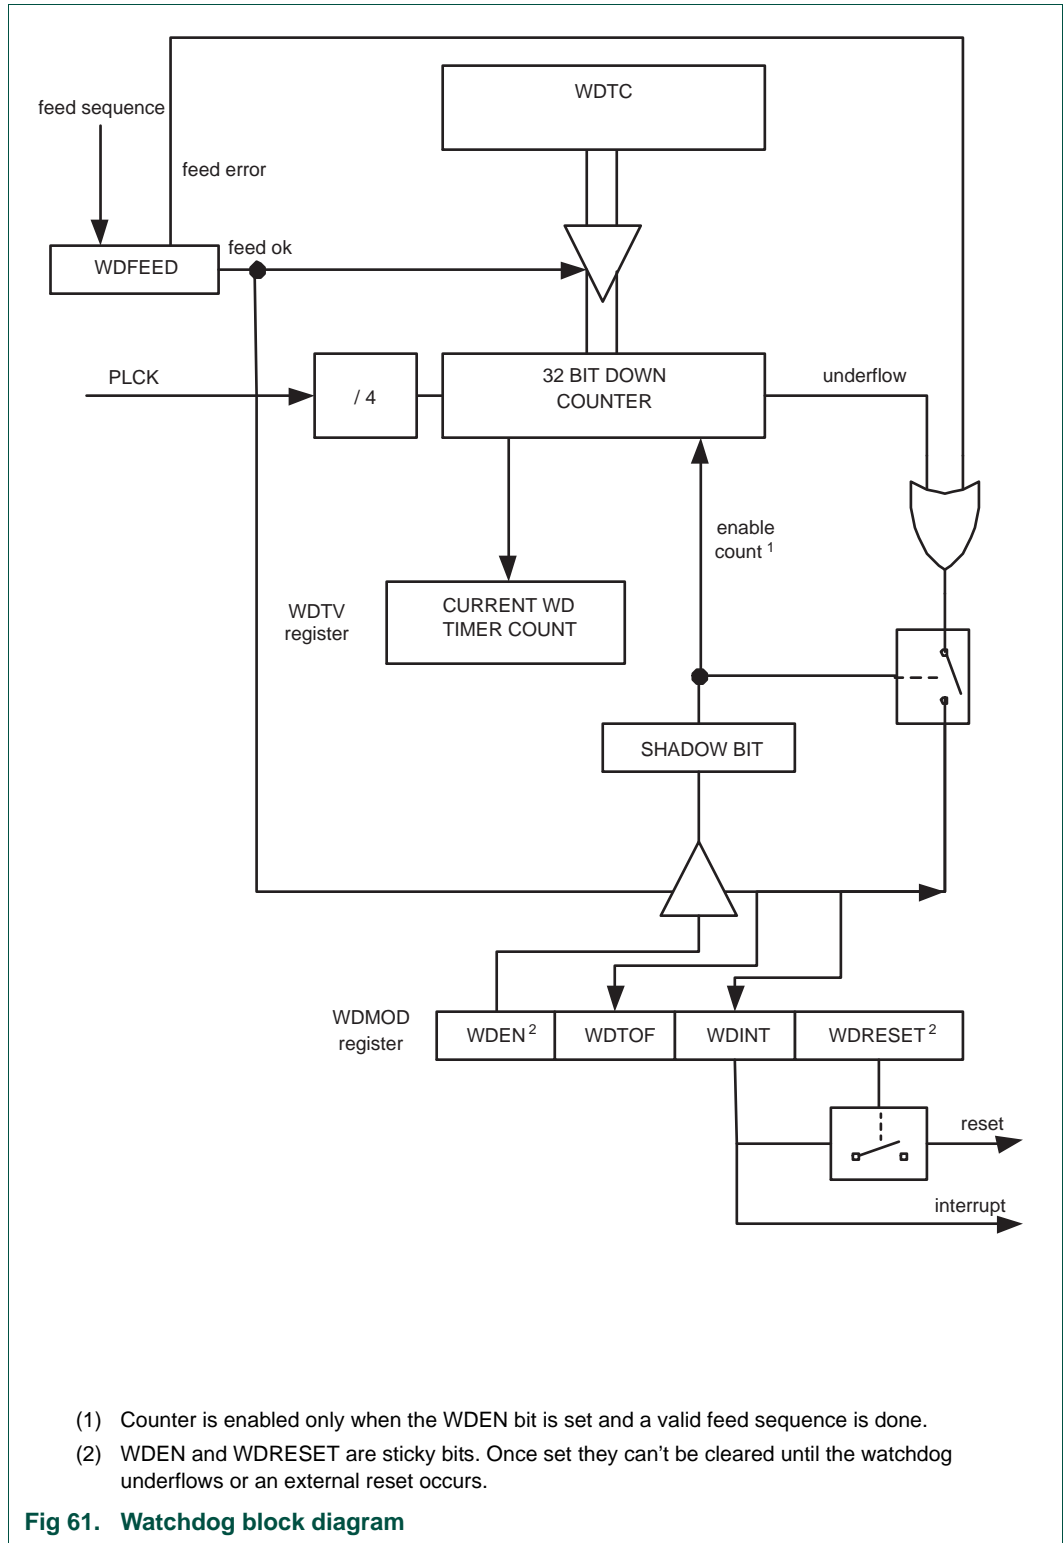 WDTC
feed sequence
feed error
feed ok
WDFEED
PLCK
/ 4
32 BIT DOWN
COUNTER
underflow
enable
count 1
WDTV
register
CURRENT WD
TIMER COUNT
SHADOW BIT
WDMOD
register
WDEN 2
WDTOF
WDINT
WDRESET 2
reset
interrupt
(1) Counter is enabled only when the WDEN bit is set and a valid feed sequence is done.
(2) WDEN and WDRESET are sticky bits. Once set they can't be cleared until the watchdog
underflows or an external reset occurs.
Fig 61. Watchdog block diagram